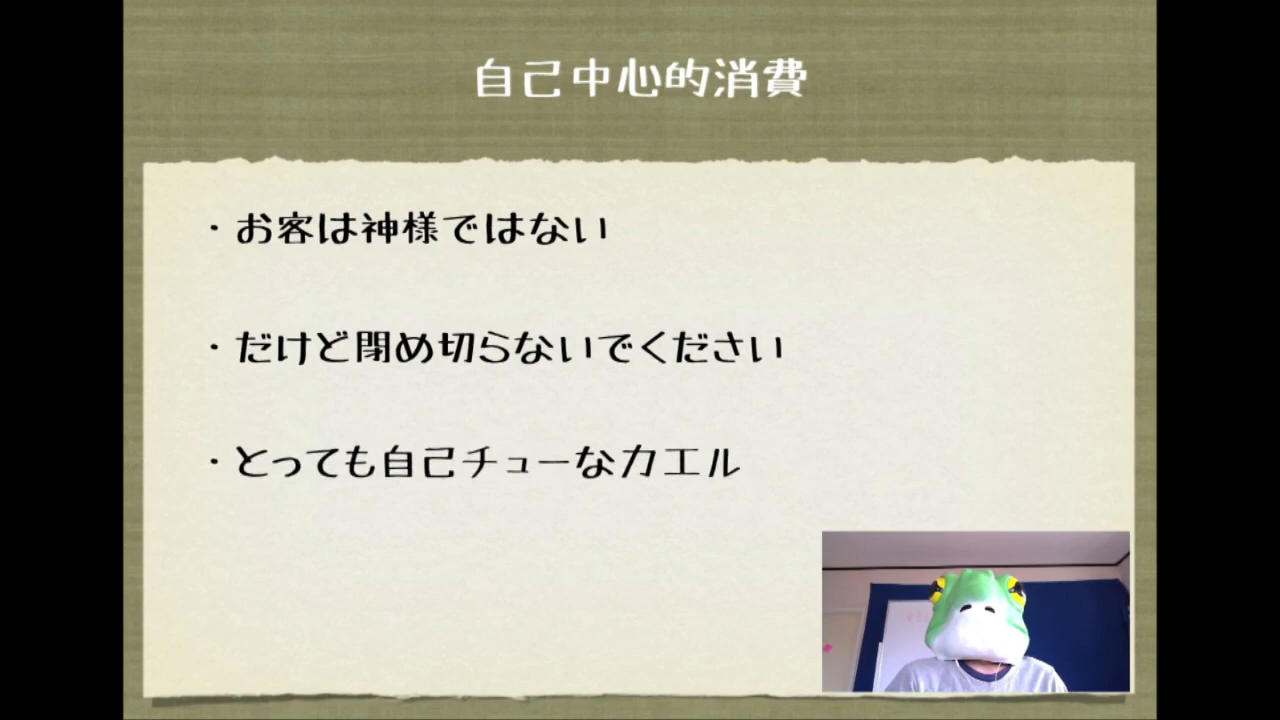 自己中心的消費
・お客は神様ではない
・だけど閉め切らないでください
・とっても自己チューなカエル